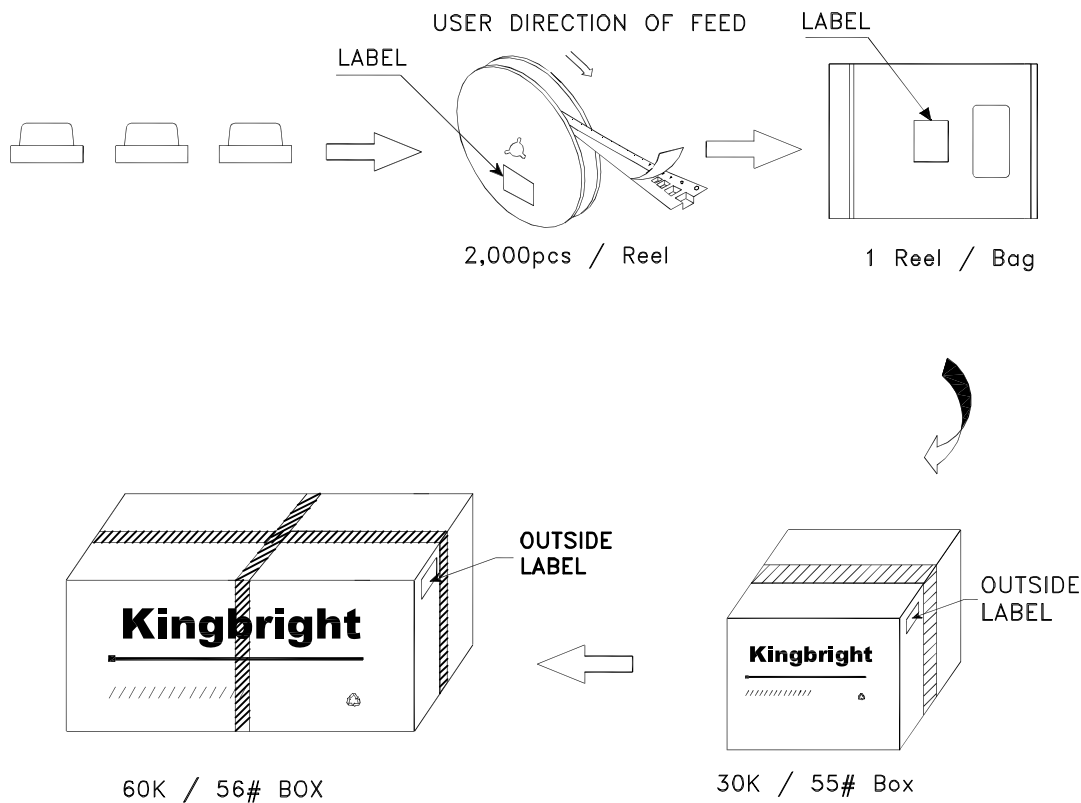 USER DIRECTION OF FEED
LABEL
LABEL
2,000pcs / Reel
1 Reel / Bag
OUTSIDE
LABEL
Kingbright
60K / 56# BOX
OUTSIDE
LABEL
Kingbright
30K / 55# Box